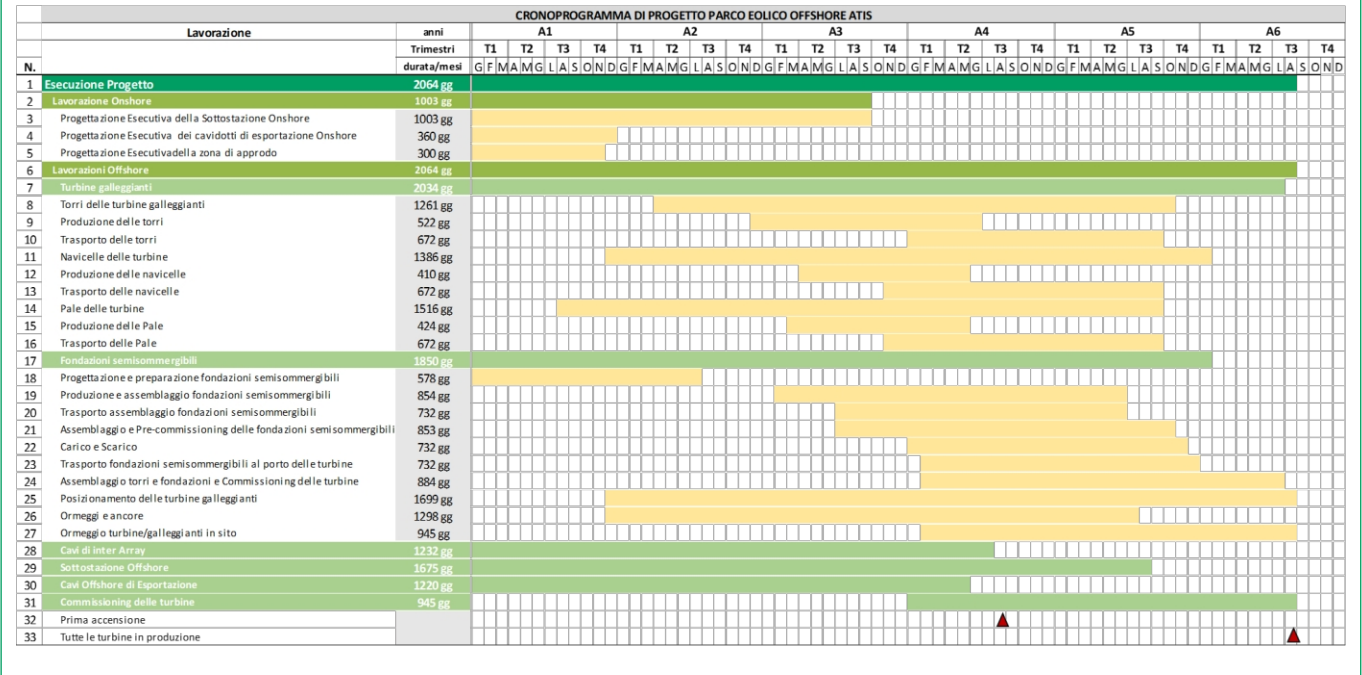 CRONOPROGRAMMA DI PROGETTO PARCO EOLICO OFFSHORE ATIS
Lavorazione anni A1 A2 A3 A4 A5 A6
Trimestri T1 T2 T3 T4 T1 T2 T3 T4 T1 T2 T3 T4 T1 T2 T3 T4 T1 T2 T3 T4 T1 T2 T3 T4
N. durata/mesi G F M A M G L A S O N D G F M A M G L A S O N D G F M A M G L A S O N D G F M A M G L A S O N D G F M A M G L A S O N D G F M A M G L A S O N D
1 Esecuzione Progetto 2064 gg
2 Lavorazione Onshore 1003 gg
3 Progettazione Esecutiva della Sottostazione Onshore 1003 gg
4 Progettazione Esecutiva dei cavidotti di esportazione Onshore 360 gg
5 Progettazione Esecutivadella zona di approdo 300 gg
6 Lavorazioni Offshore 2064 gg
7 Turbine galleggianti 2034 gg
8 Torri delle turbine galleggianti 1261 gg
9 Produzione delle torri 522 gg
10 Trasporto delle torri 672 gg
11 Navicelle delle turbine 1386 gg
12 Produzione delle navicelle 410 gg
13 Trasporto delle navicelle 672 gg
14 Pale delle turbine 1516 gg
15 Produzione delle Pale 424 gg
16 Trasporto delle Pale 672 gg
17 Fondazioni semisommergibili 1850 gg
18 Progettazione e preparazione fondazioni semisommergibili 578 gg
19 Produzione e assemblaggio fondazioni semisommergibili 854 gg
20 Trasporto assemblaggio fondazioni semisommergibili 732 gg
21 Assemblaggio e Pre-commissioning delle fondazioni semisommergibili 853 gg
22 Carico e Scarico 732 gg
23 Trasporto fondazioni semisommergibili al porto delle turbine 732 gg
24 Assemblaggio torri e fondazioni e Commissioning delle turbine 884 gg
25 Posizionamento delle turbine galleggianti 1699 gg
26 Ormeggi e ancore 1298 gg
27 Ormeggio turbine/galleggianti in sito 945 gg
28 Cavi di inter Array 1232 gg
29 Sottostazione Offshore 1675 gg
30 Cavi Offshore di Esportazione 1220 gg
31 Commissioning delle turbine 945 gg
32 Prima accensione
33 Tutte le turbine in produzione